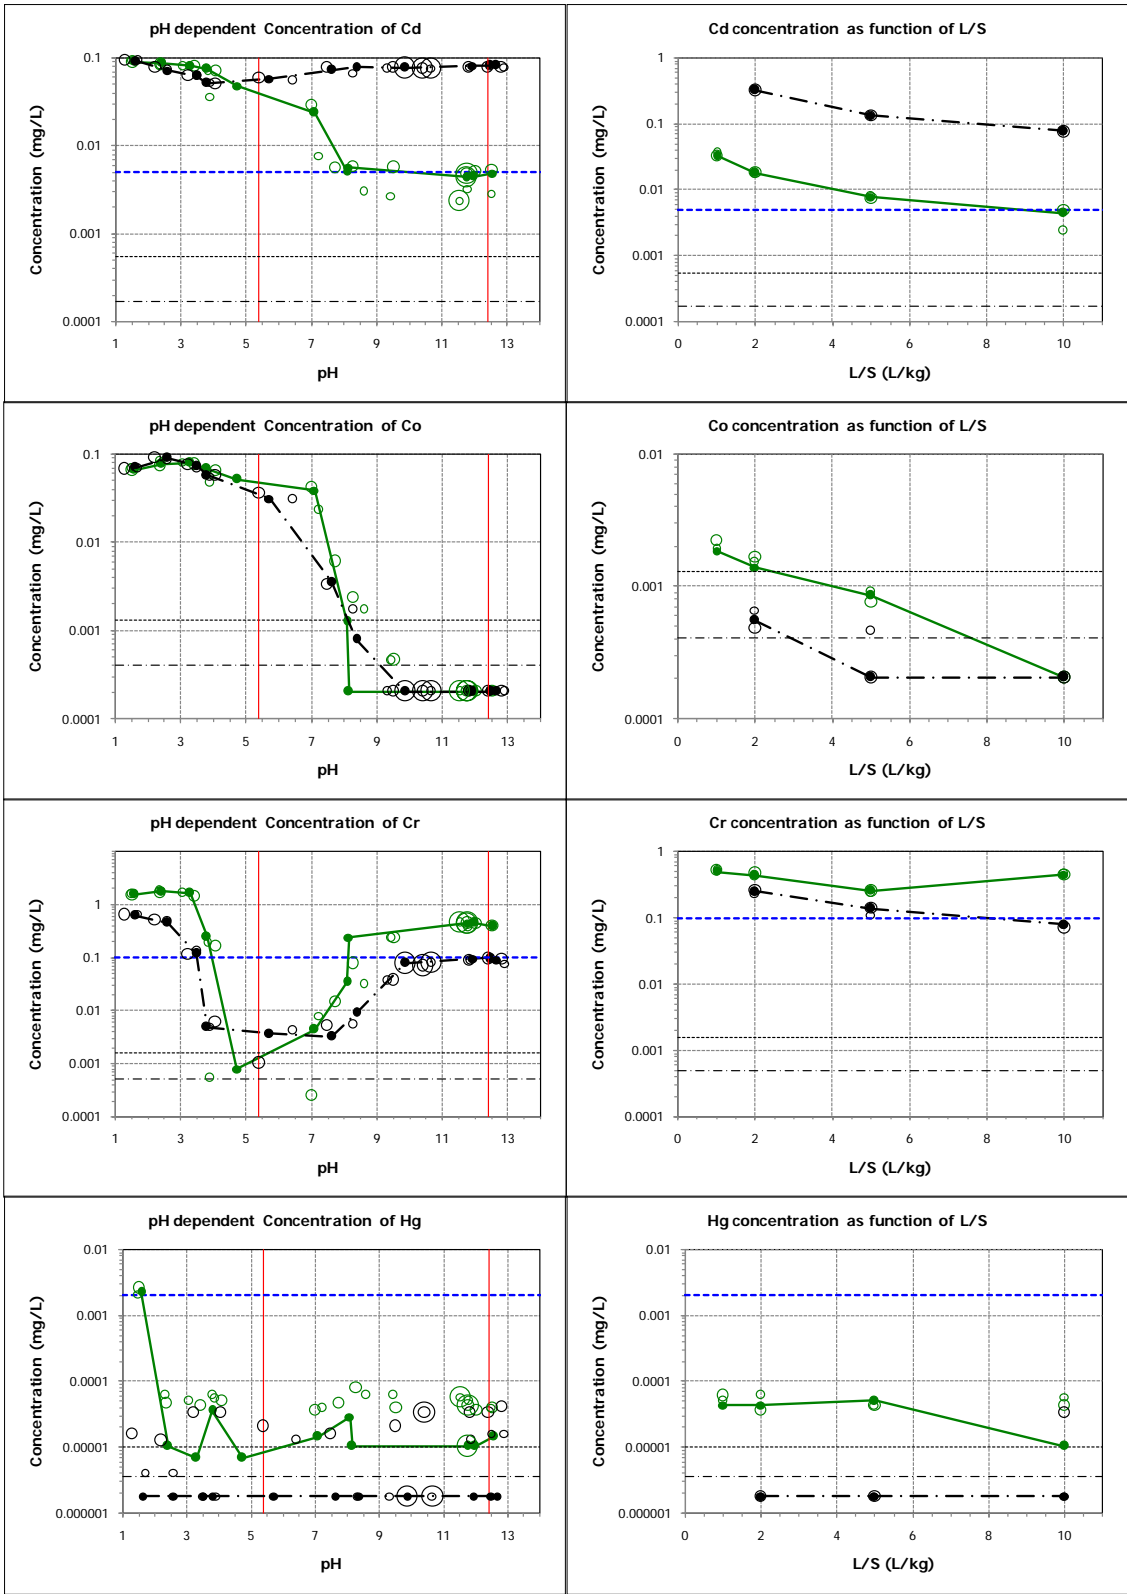 pH dependent Concentration of Cd
Concentration (mg/L)
0.1
0.01
0.001
0.0001
1 3 5 7 9 11 13
pH
Cd concentration as function of L/S
Concentration (mg/L)
1
0.1
0.01
0.001
0.0001
0 2 4 6 8 10
L/S (L/kg)
pH dependent Concentration of Co
Concentration (mg/L)
0.1
0.01
0.001
0.0001
1 3 5 7 9 11 13
pH
Co concentration as function of L/S
Concentration (mg/L)
0.01
0.001
0.0001
0 2 4 6 8 10
L/S (L/kg)
pH dependent Concentration of Cr
Concentration (mg/L)
1
0.1
0.01
0.001
0.0001
1 3 5 7 9 11 13
pH
Cr concentration as function of L/S
Concentration (mg/L)
1
0.1
0.01
0.001
0.0001
0 2 4 6 8 10
L/S (L/kg)
pH dependent Concentration of Hg
Concentration (mg/L)
0.01
0.001
0.0001
0.00001
0.000001
1 3 5 7 9 11 13
pH
Hg concentration as function of L/S
Concentration (mg/L)
0.01
0.001
0.0001
0.00001
0.000001
0 2 4 6 8 10
L/S (L/kg)